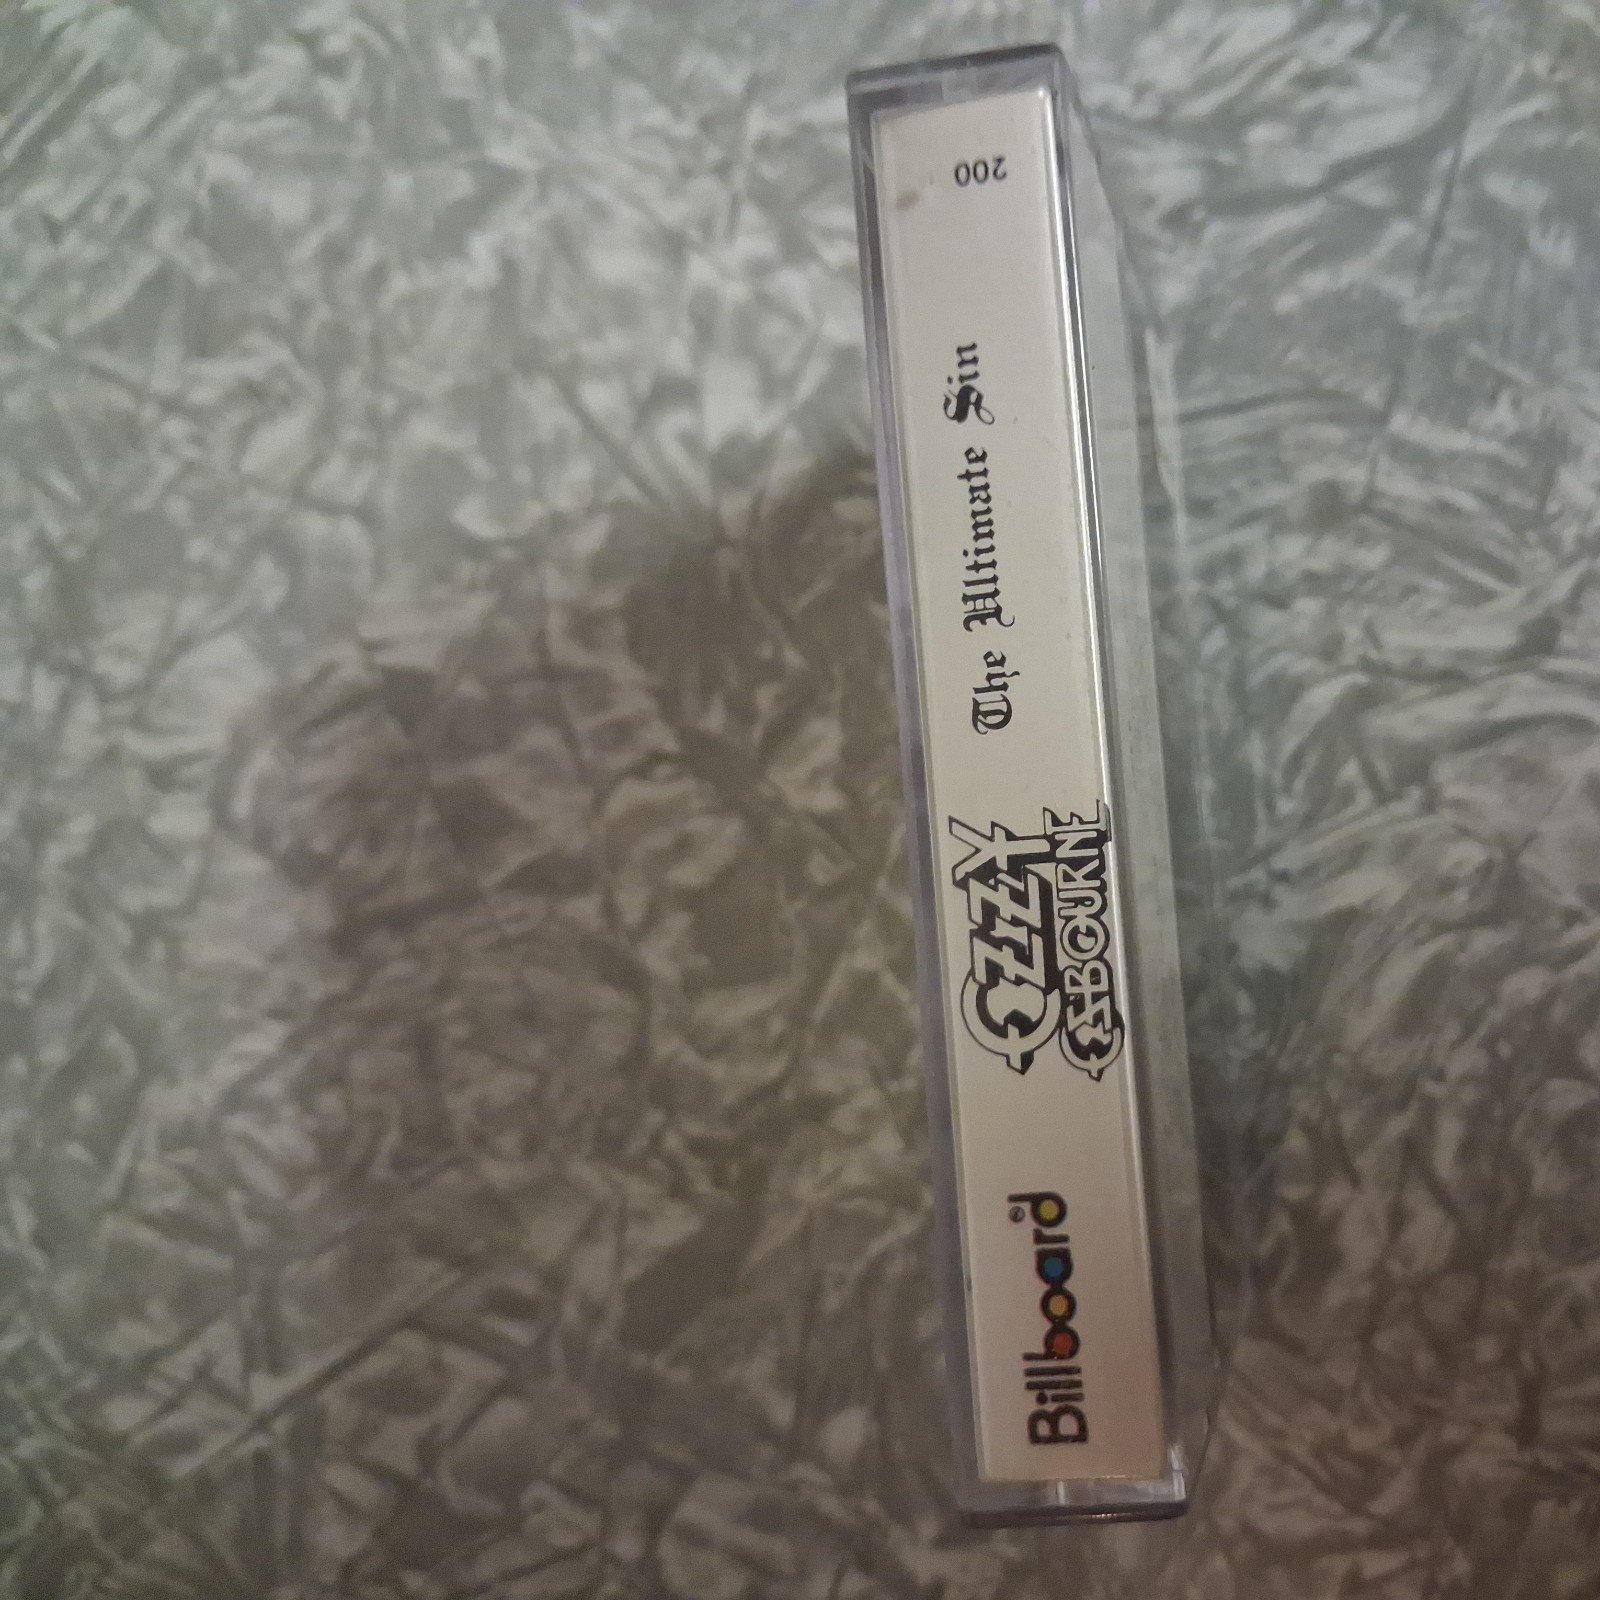 Billboard®
OZZY
OSBOURNE
The Ultimate Sin
200